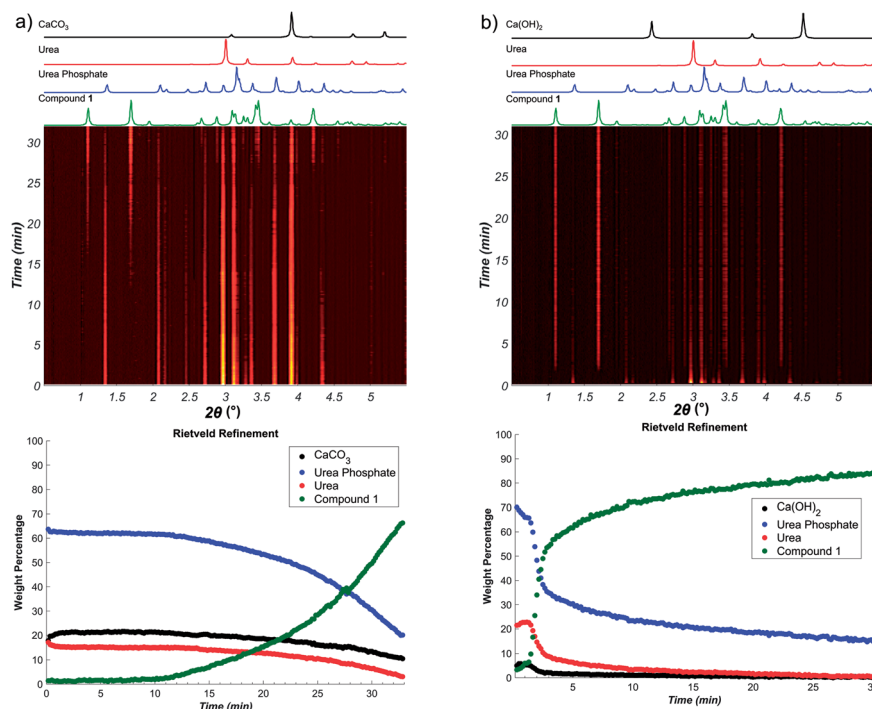 a)
CaCO3
Urea
Urea Phosphate
Compound 1
Time (min)
30
25
20
15
10
5
0
1 1.5 2 2.5 3 3.5 4 4.5 5
2θ (°)
Rietveld Refinement
Weight Percentage
100
90
80
70
60
50
40
30
20
10
0
CaCO3
Urea Phosphate
Urea
Compound 1
0 10 20 30
Time (min)
b)
Ca(OH)2
Urea
Urea Phosphate
Compound 1
Time (min)
30
25
20
15
10
5
0
1 1.5 2 2.5 3 3.5 4 4.5 5
2θ (°)
Rietveld Refinement
Weight Percentage
100
90
80
70
60
50
40
30
20
10
0
Ca(OH)2
Urea Phosphate
Urea
Compound 1
5 10 15 20 25 30
Time (min)